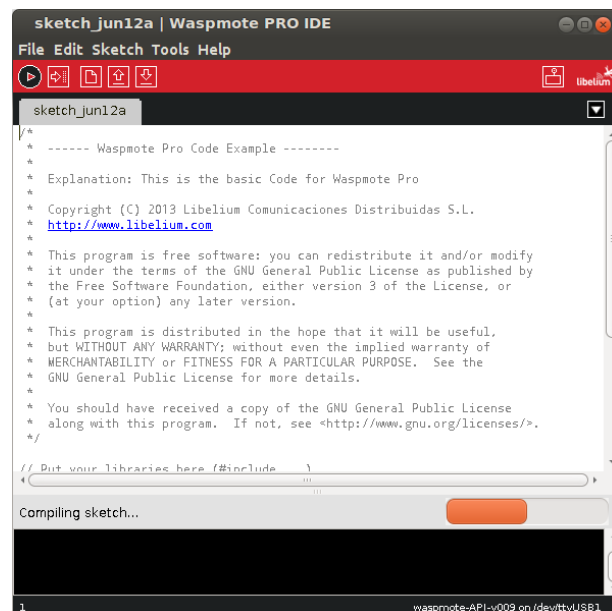 sketch_jun12a | Waspmote PRO IDE
File Edit Sketch Tools Help
libelium
sketch_jun12a
/*
 *  ------ Waspmote Pro Code Example --------
 *
 *  Explanation: This is the basic Code for Waspmote Pro
 *
 *  Copyright (C) 2013 Libelium Comunicaciones Distribuidas S.L.
 *  http://www.libelium.com
 *
 *  This program is free software: you can redistribute it and/or modify
 *  it under the terms of the GNU General Public License as published by
 *  the Free Software Foundation, either version 3 of the License, or
 *  (at your option) any later version.
 *
 *  This program is distributed in the hope that it will be useful,
 *  but WITHOUT ANY WARRANTY; without even the implied warranty of
 *  MERCHANTABILITY or FITNESS FOR A PARTICULAR PURPOSE.  See the
 *  GNU General Public License for more details.
 *
 *  You should have received a copy of the GNU General Public License
 *  along with this program.  If not, see <http://www.gnu.org/licenses/>.
 */
// Put your libraries here (#include ...)
Compiling sketch...
1
waspmote-API-v009 on /dev/ttyUSB1